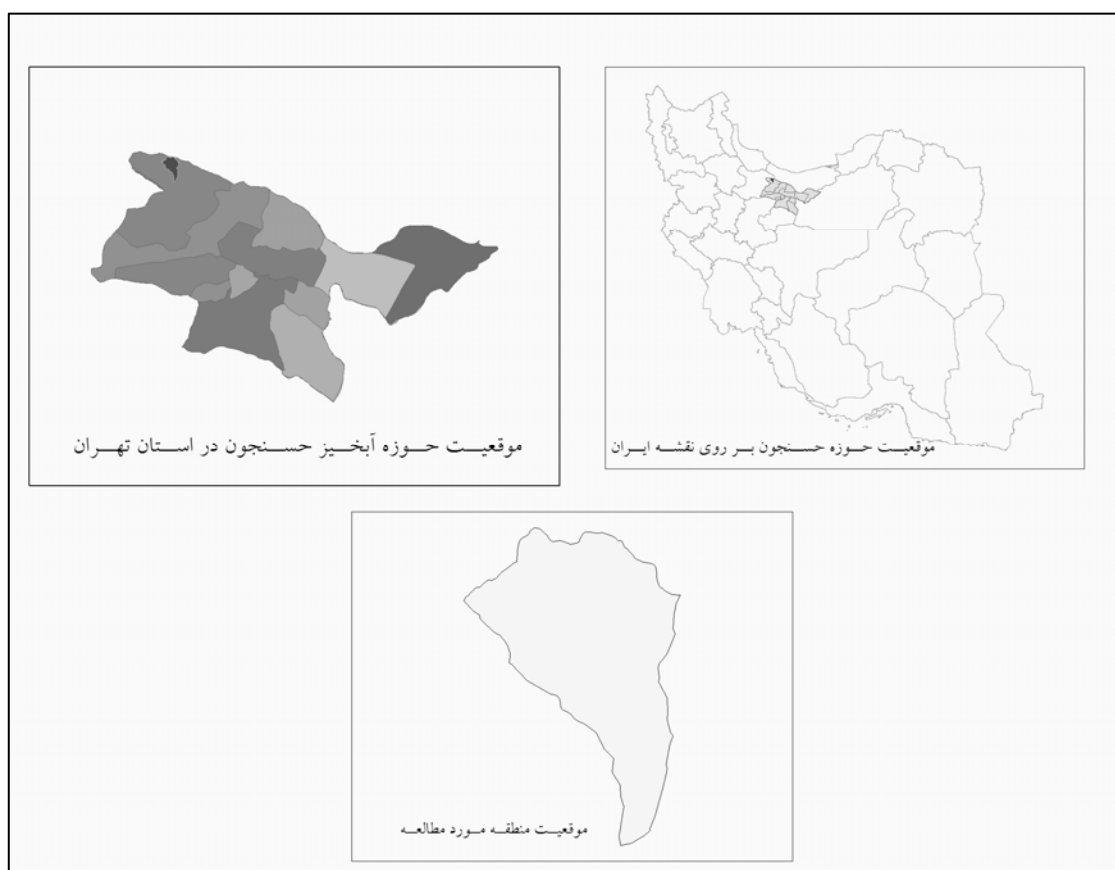 موقعیت حوزه حسنجون بر روی نقشه ایران
موقعیت حوزه آبخیز حسنجون در استان تهران
موقعیت منطقه مورد مطالعه